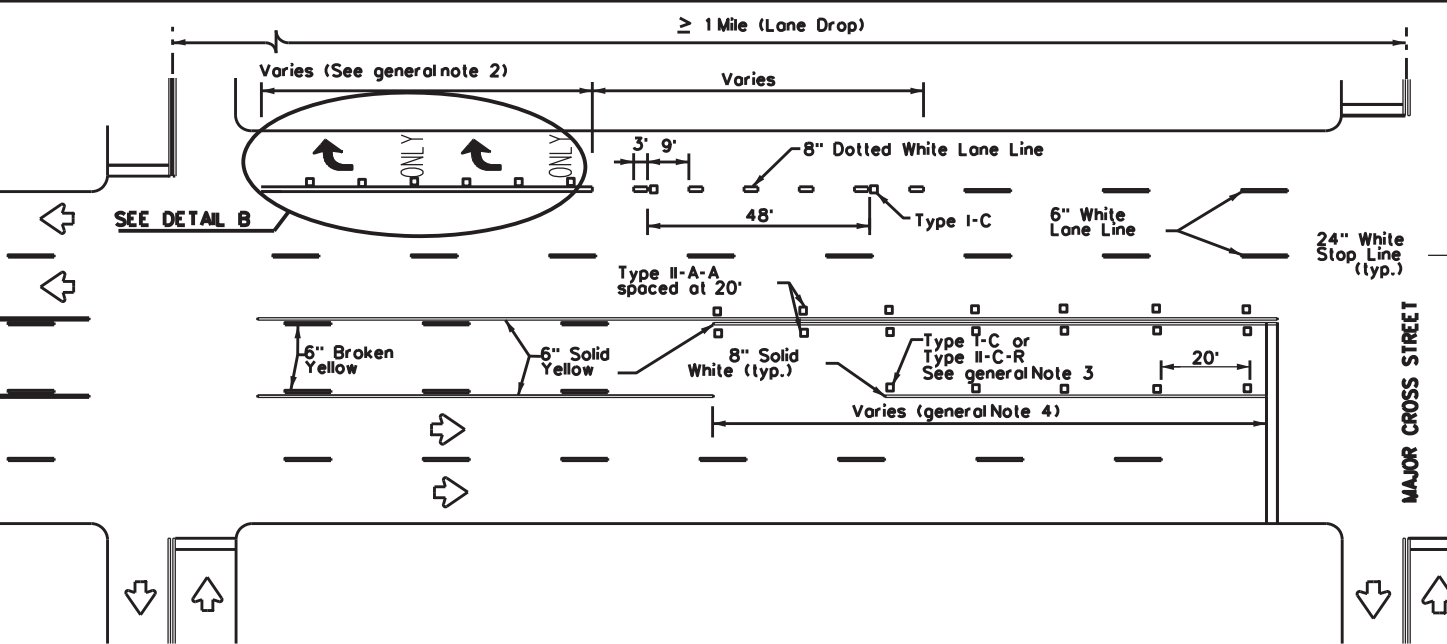 ≥ 1 Mile (Lane Drop)
Varies (See general note 2)
Varies
ONLY
ONLY
3'
9'
8" Dotted White Lane Line
SEE DETAIL B
48'
Type I-C
6" White
Lane Line
24" White
Stop Line
(typ.)
Type II-A-A
spaced at 20'
6" Broken
Yellow
6" Solid
Yellow
8" Solid
White (typ.)
Type I-C or
Type II-C-R
See general Note 3
20'
Varies (general Note 4)
MAJOR CROSS STREET